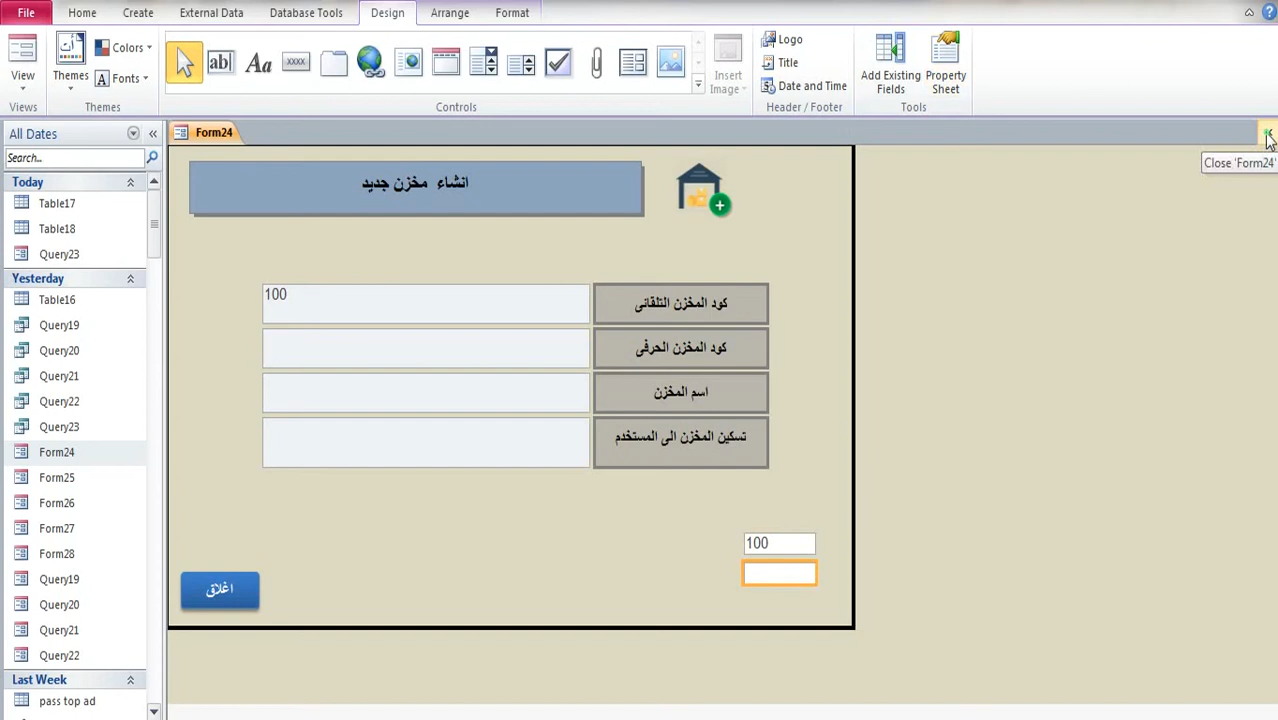 File Home Create External Data Database Tools Design Arrange Format
View
Views
Themes
Colors
Fonts
Themes
ab|
Aa
XXXX
Controls
Insert Image
Logo
Title
Date and Time
Header / Footer
Add Existing Fields
Property Sheet
Tools
All Dates
Search...
Today
Table17
Table18
Query23
Yesterday
Table16
Query19
Query20
Query21
Query22
Query23
Form24
Form25
Form26
Form27
Form28
Query19
Query20
Query21
Query22
Last Week
pass top ad
Form24
Close 'Form24'
انشاء مخزن جديد
كود المخزن التلقانى
100
كود المخزن الحرفى
اسم المخزن
تسكين المخزن الى المستخدم
100
اغلاق